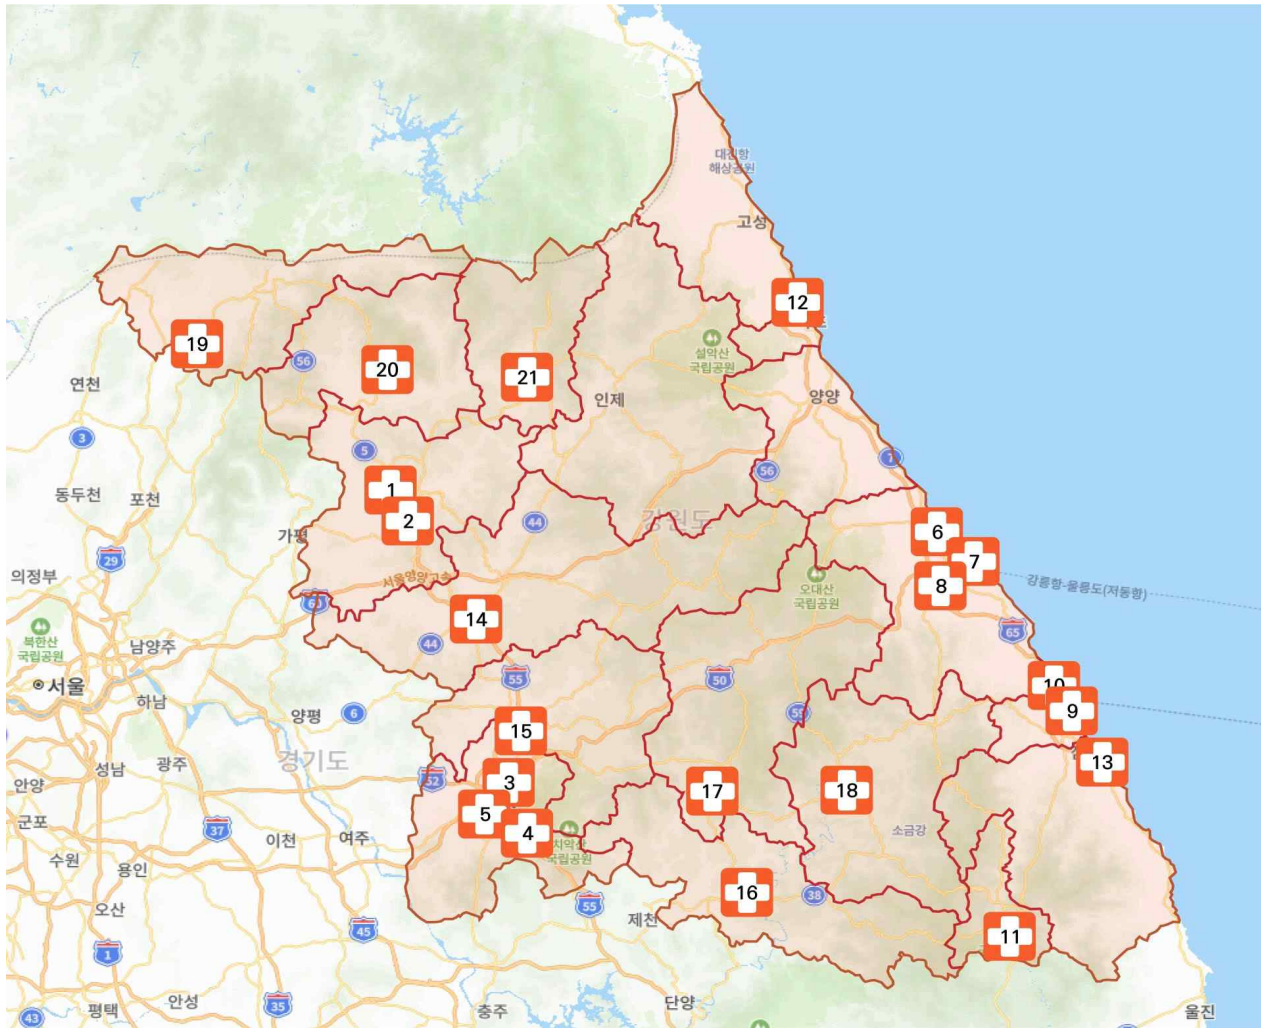 대진항
해상공원
고성
12
19
56
20
21
설악산
국립공원
연천
인제
양양
3
5
56
7
동두천
포천
1
2
44
강원도
6
가평
29
7
의정부
서울양양고속
8
오대산
국립공원
강릉항-울릉도(저동항)
60
14
65
북한산
국립공원
남양주
44
55
50
서울
10
하남
양평
6
9
59
15
경기도
13
성남
광주
안양
52
3
17
18
5
군포
37
이천
여주
4
치악산
국립공원
소금강
수원
용인
16
38
오산
55
제천
45
11
1
안성
35
단양
평택
43
충주
울진